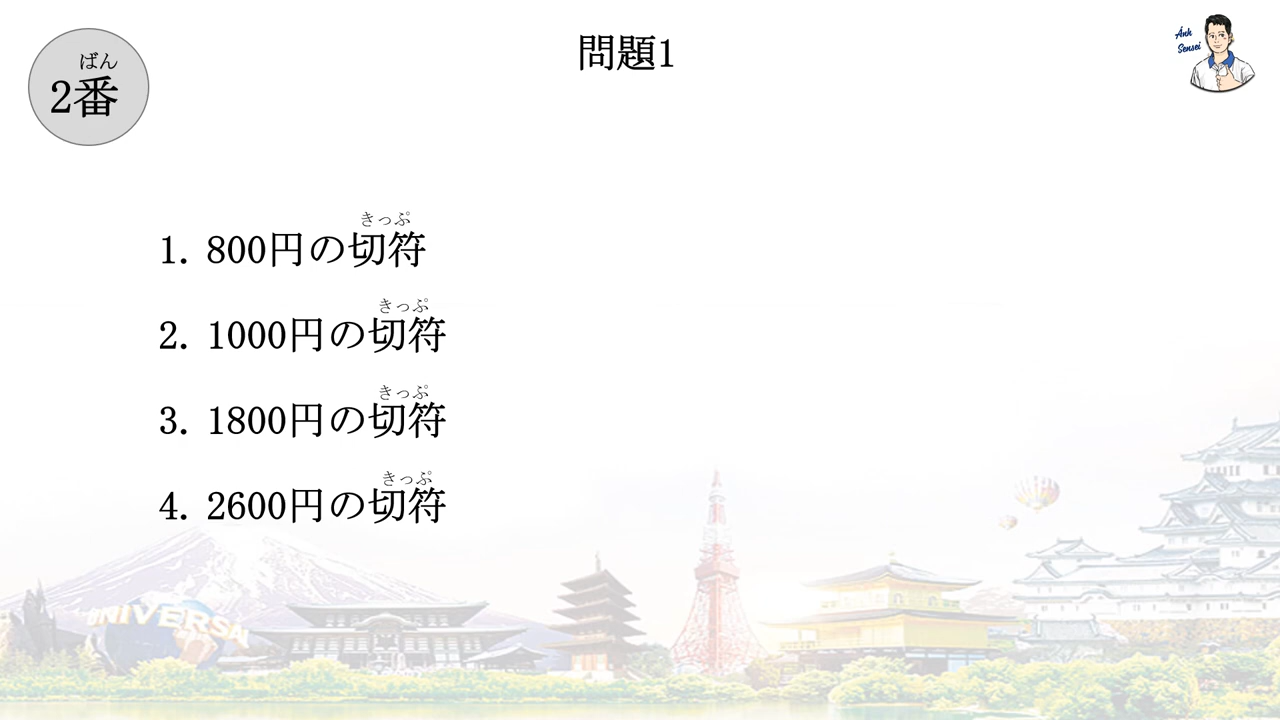 ばん
2番
問題1
Ánh
Sensei
きっぷ
1. 800円の切符
きっぷ
2. 1000円の切符
きっぷ
3. 1800円の切符
きっぷ
4. 2600円の切符
UNIVERSAL